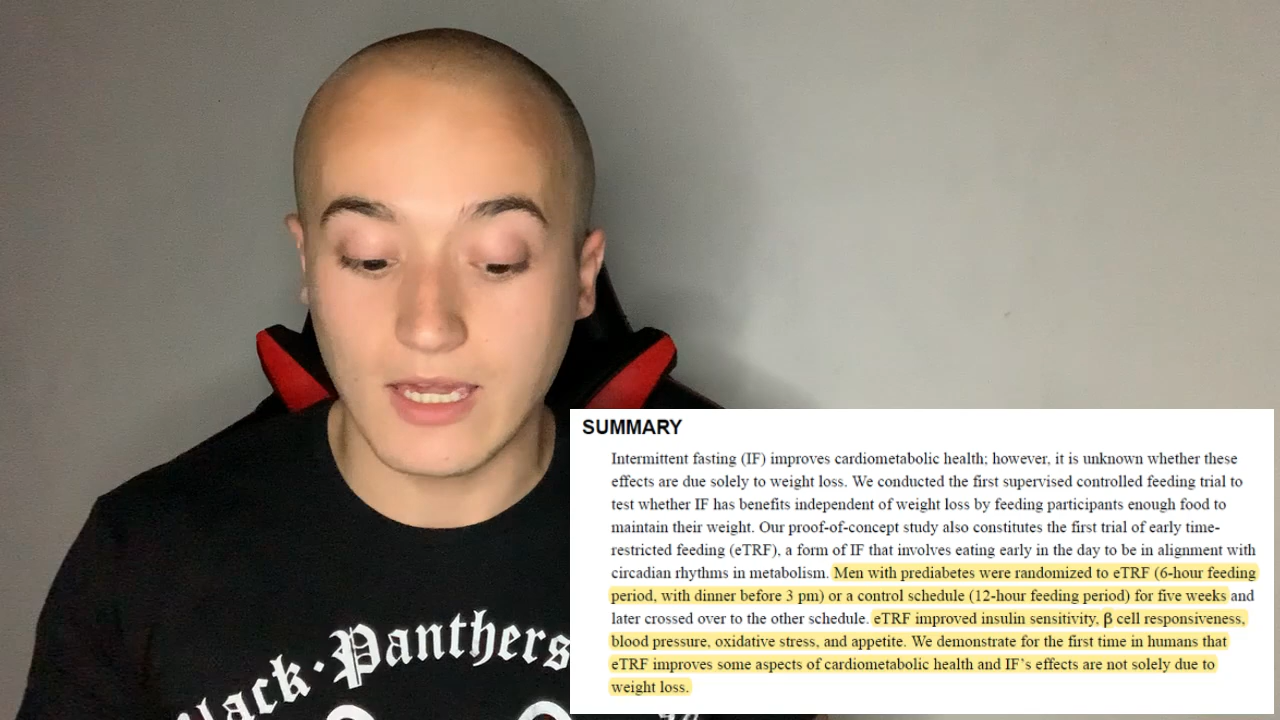 lack·Panthers
SUMMARY
Intermittent fasting (IF) improves cardiometabolic health; however, it is unknown whether these
effects are due solely to weight loss. We conducted the first supervised controlled feeding trial to
test whether IF has benefits independent of weight loss by feeding participants enough food to
maintain their weight. Our proof-of-concept study also constitutes the first trial of early time-
restricted feeding (eTRF), a form of IF that involves eating early in the day to be in alignment with
circadian rhythms in metabolism. Men with prediabetes were randomized to eTRF (6-hour feeding
period, with dinner before 3 pm) or a control schedule (12-hour feeding period) for five weeks and
later crossed over to the other schedule. eTRF improved insulin sensitivity, β cell responsiveness,
blood pressure, oxidative stress, and appetite. We demonstrate for the first time in humans that
eTRF improves some aspects of cardiometabolic health and IF's effects are not solely due to
weight loss.